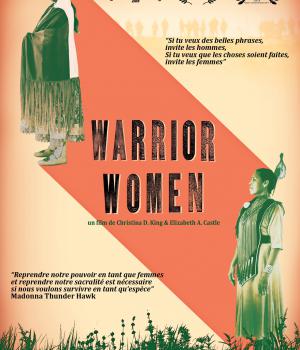 "Si tu veux des belles phrases,
invite les hommes,
Si tu veux que les choses soient faites,
invite les femmes"
WARRIOR
WOMEN
un film de Christina D. King & Elizabeth A. Castle
"Reprendre notre pouvoir en tant que femmes
et reprendre notre sacralité est nécessaire
si nous voulons survivre en tant qu'espèce"
Madonna Thunder Hawk